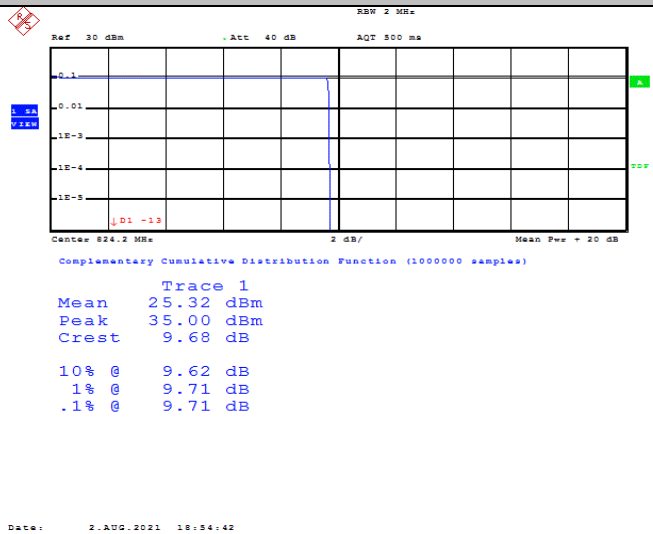 RBW 2 MHz
Ref 30 dBm Att 40 dB AQT 500 ms
0.1
A
0.01
1 SA
VIEW
1E-3
1E-4
TDF
1E-5
D1 -13
Center 824.2 MHz 2 dB/ Mean Pwr + 20 dB
Complementary Cumulative Distribution Function (1000000 samples)
Trace 1
Mean 25.32 dBm
Peak 35.00 dBm
Crest 9.68 dB
10% @ 9.62 dB
1% @ 9.71 dB
.1% @ 9.71 dB
Date: 2.AUG.2021 18:54:42